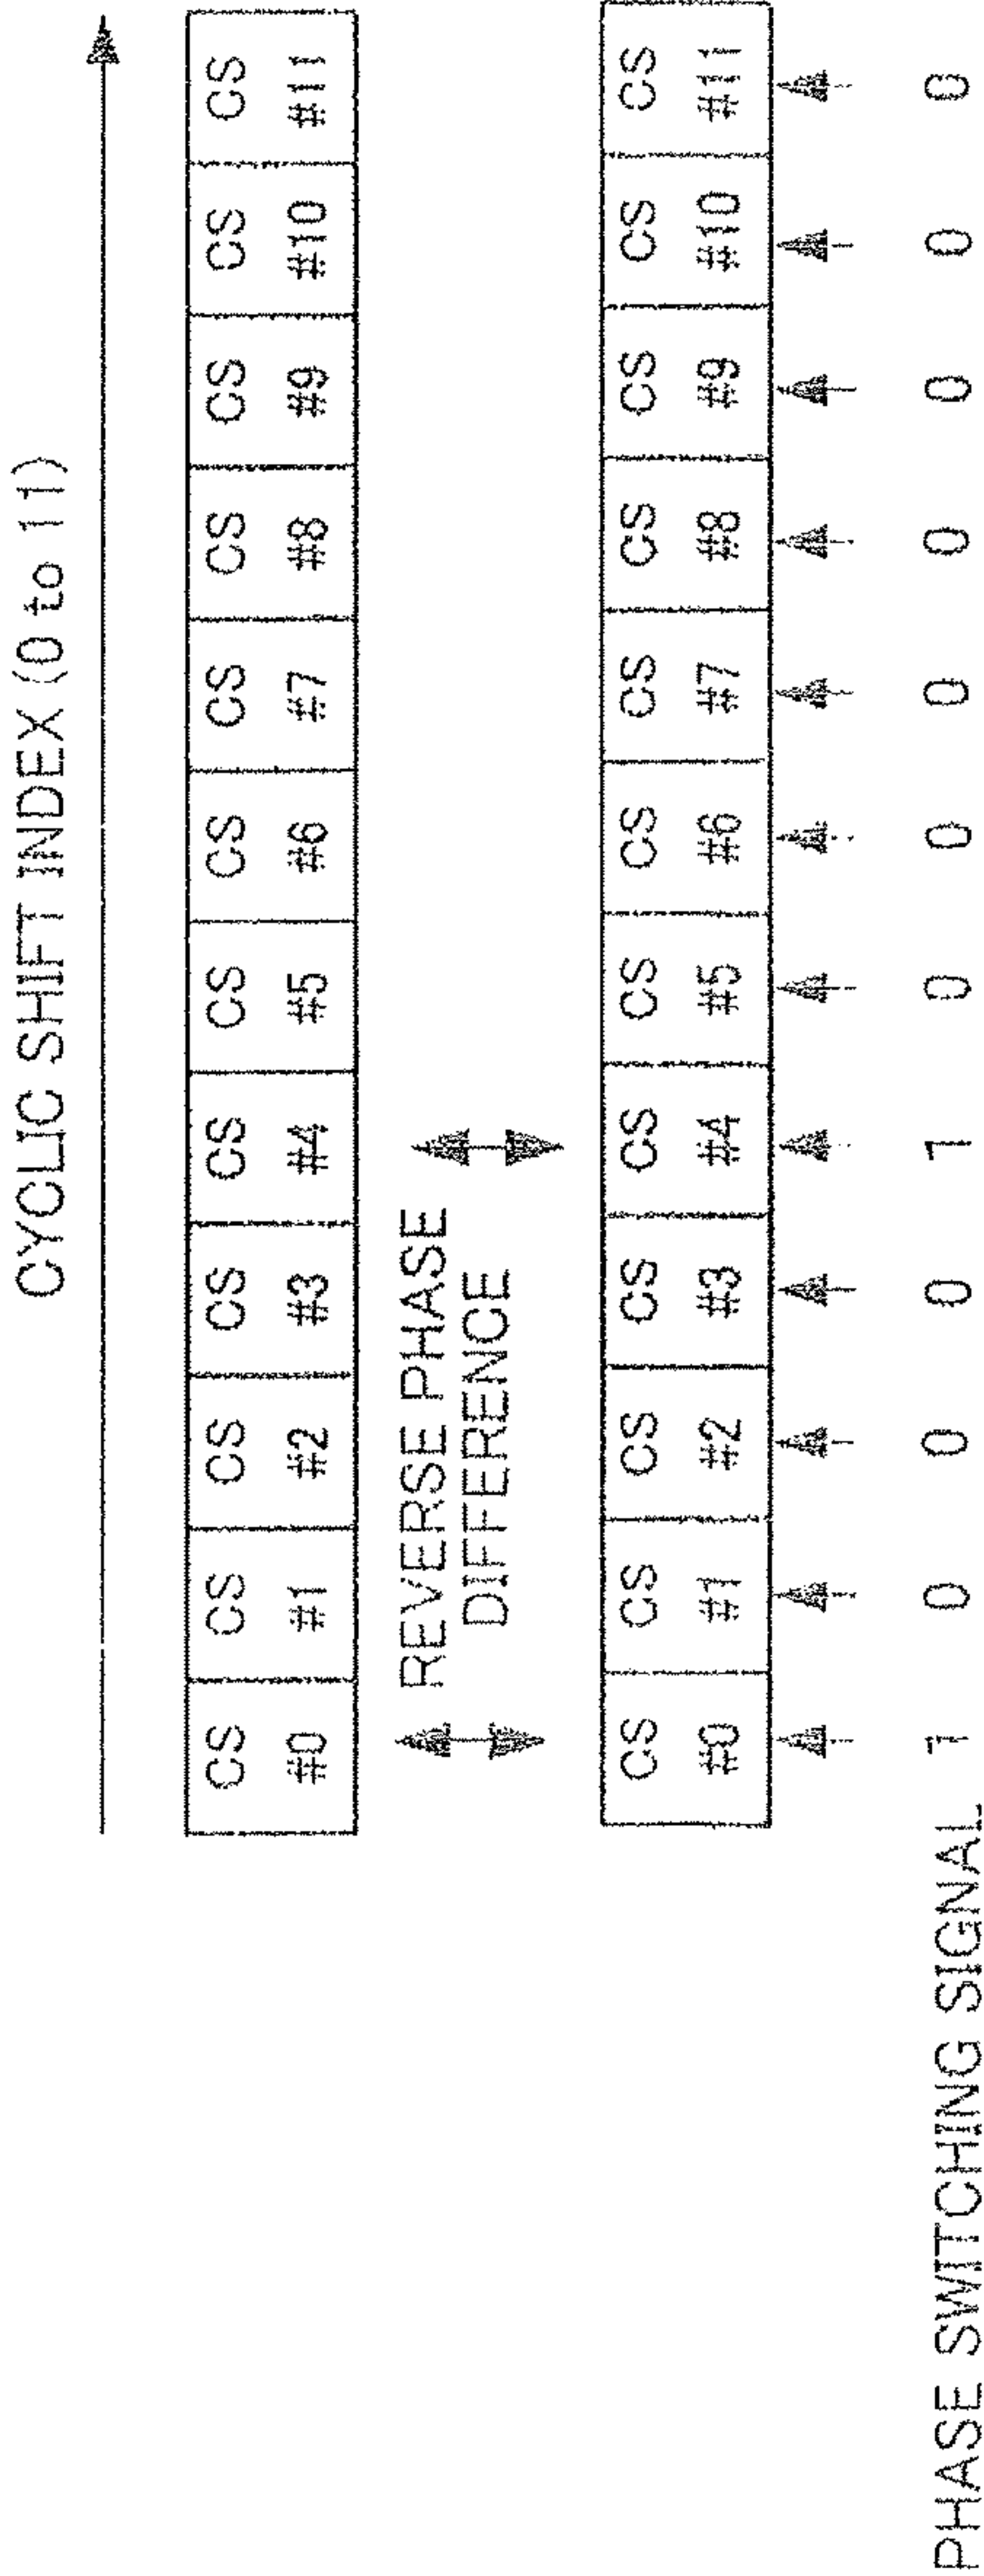 CYCLIC SHIFT INDEX (0 to 11)
CS CS CS CS CS CS CS CS CS CS CS CS
#0 #1 #2 #3 #4 #5 #6 #7 #8 #9 #10 #11
REVERSE PHASE
DIFFERENCE
CS CS CS CS CS CS CS CS CS CS CS CS
#0 #1 #2 #3 #4 #5 #6 #7 #8 #9 #10 #11
PHASE SWITCHING SIGNAL 1 0 0 0 1 0 0 0 0 0 0 0